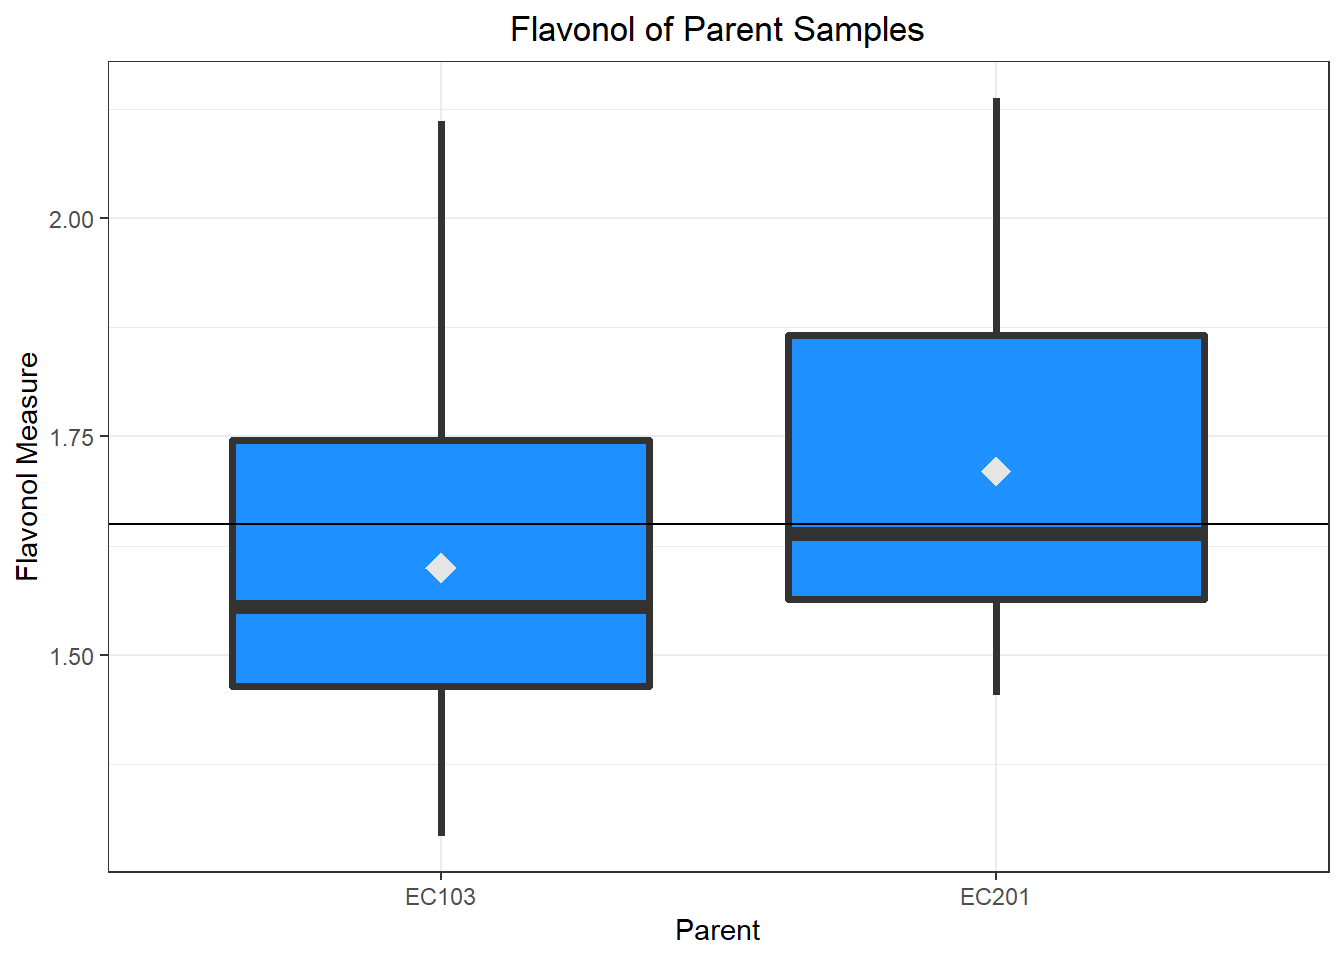 Flavonol of Parent Samples
Flavonol Measure
2.00
1.75
1.50
EC103
EC201
Parent